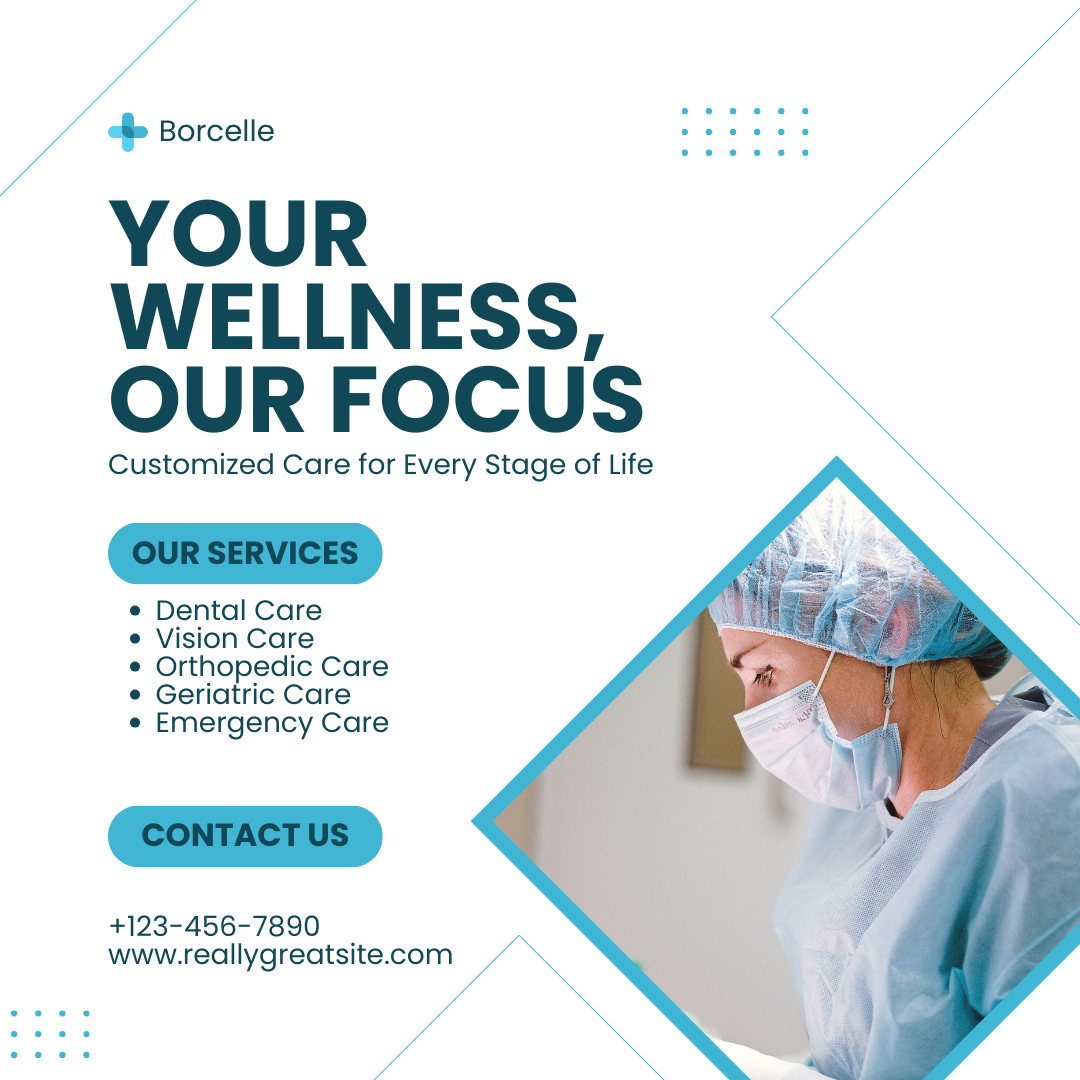 Borcelle
YOUR
WELLNESS,
OUR FOCUS
Customized Care for Every Stage of Life
OUR SERVICES
• Dental Care
• Vision Care
• Orthopedic Care
• Geriatric Care
• Emergency Care
CONTACT US
+123-456-7890
www.reallygreatsite.com